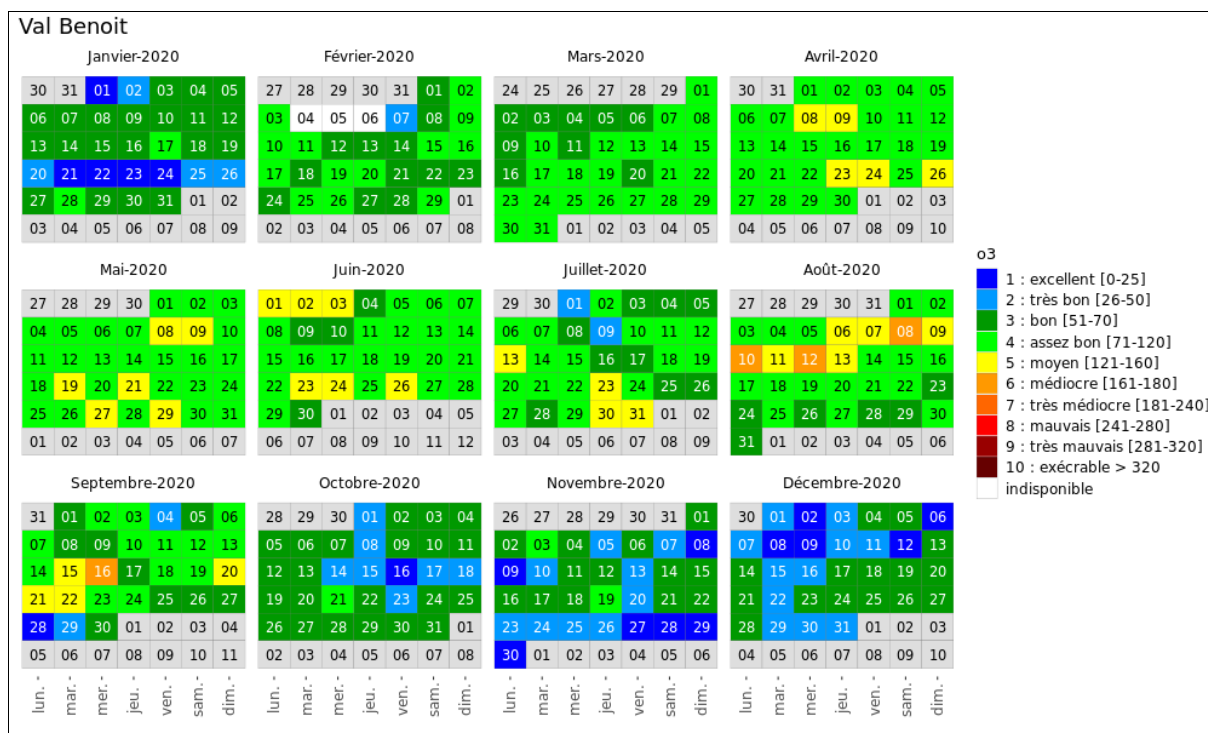 Val Benoit
Janvier-2020
30 31 01 02 03 04 05
06 07 08 09 10 11 12
13 14 15 16 17 18 19
20 21 22 23 24 25 26
27 28 29 30 31 01 02
03 04 05 06 07 08 09
Février-2020
27 28 29 30 31 01 02
03 04 05 06 07 08 09
10 11 12 13 14 15 16
17 18 19 20 21 22 23
24 25 26 27 28 29 01
02 03 04 05 06 07 08
Mars-2020
24 25 26 27 28 29 01
02 03 04 05 06 07 08
09 10 11 12 13 14 15
16 17 18 19 20 21 22
23 24 25 26 27 28 29
30 31 01 02 03 04 05
Avril-2020
30 31 01 02 03 04 05
06 07 08 09 10 11 12
13 14 15 16 17 18 19
20 21 22 23 24 25 26
27 28 29 30 01 02 03
04 05 06 07 08 09 10
Mai-2020
27 28 29 30 01 02 03
04 05 06 07 08 09 10
11 12 13 14 15 16 17
18 19 20 21 22 23 24
25 26 27 28 29 30 31
01 02 03 04 05 06 07
Juin-2020
01 02 03 04 05 06 07
08 09 10 11 12 13 14
15 16 17 18 19 20 21
22 23 24 25 26 27 28
29 30 01 02 03 04 05
06 07 08 09 10 11 12
Juillet-2020
29 30 01 02 03 04 05
06 07 08 09 10 11 12
13 14 15 16 17 18 19
20 21 22 23 24 25 26
27 28 29 30 31 01 02
03 04 05 06 07 08 09
Août-2020
27 28 29 30 31 01 02
03 04 05 06 07 08 09
10 11 12 13 14 15 16
17 18 19 20 21 22 23
24 25 26 27 28 29 30
31 01 02 03 04 05 06
Septembre-2020
31 01 02 03 04 05 06
07 08 09 10 11 12 13
14 15 16 17 18 19 20
21 22 23 24 25 26 27
28 29 30 01 02 03 04
05 06 07 08 09 10 11
lun. - mar. - mer. - jeu. - ven. - sam. - dim. -
Octobre-2020
28 29 30 01 02 03 04
05 06 07 08 09 10 11
12 13 14 15 16 17 18
19 20 21 22 23 24 25
26 27 28 29 30 31 01
02 03 04 05 06 07 08
lun. - mar. - mer. - jeu. - ven. - sam. - dim. -
Novembre-2020
26 27 28 29 30 31 01
02 03 04 05 06 07 08
09 10 11 12 13 14 15
16 17 18 19 20 21 22
23 24 25 26 27 28 29
30 01 02 03 04 05 06
lun. - mar. - mer. - jeu. - ven. - sam. - dim. -
Décembre-2020
30 01 02 03 04 05 06
07 08 09 10 11 12 13
14 15 16 17 18 19 20
21 22 23 24 25 26 27
28 29 30 31 01 02 03
04 05 06 07 08 09 10
lun. - mar. - mer. - jeu. - ven. - sam. - dim. -
o3
1 : excellent [0-25]
2 : très bon [26-50]
3 : bon [51-70]
4 : assez bon [71-120]
5 : moyen [121-160]
6 : médiocre [161-180]
7 : très médiocre [181-240]
8 : mauvais [241-280]
9 : très mauvais [281-320]
10 : exécrable > 320
indisponible